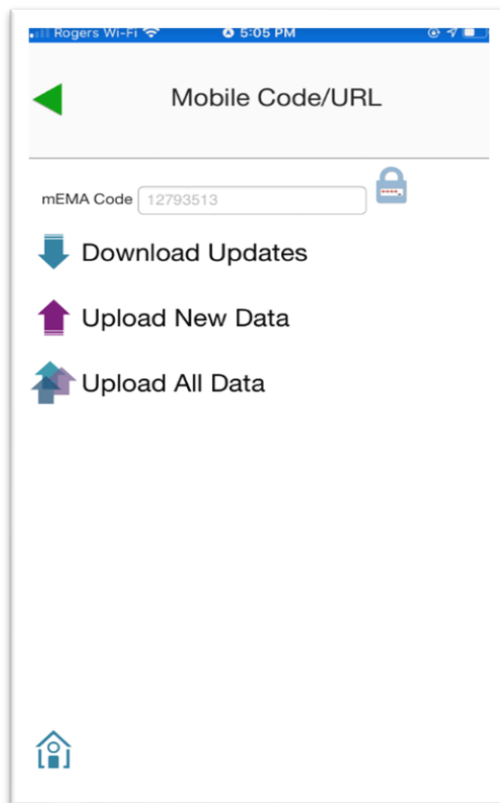 Rogers Wi-Fi 5:05 PM
Mobile Code/URL
mEMA Code 12793513
Download Updates
Upload New Data
Upload All Data